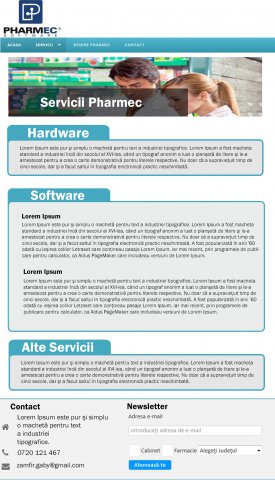 PHARMEC®
SOFTWARE
ACASA SERVICII DESPRE PHARMEC CONTACT
Servicii Pharmec
Hardware
Lorem Ipsum este pur şi simplu o machetă pentru text a industriei tipografice. Lorem Ipsum a fost macheta
standard a industriei încă din secolul al XVI-lea, când un tipograf anonim a luat o planşetă de litere şi le-a
amestecat pentru a crea o carte demonstrativă pentru literele respective. Nu doar că a supravieţuit timp de
cinci secole, dar şi a facut saltul în tipografia electronică practic neschimbată.
Software
Lorem Ipsum
Lorem Ipsum este pur şi simplu o machetă pentru text a industriei tipografice. Lorem Ipsum a fost macheta
standard a industriei încă din secolul al XVI-lea, când un tipograf anonim a luat o planşetă de litere şi le-a
amestecat pentru a crea o carte demonstrativă pentru literele respective. Nu doar că a supravieţuit timp de
cinci secole, dar şi a facut saltul în tipografia electronică practic neschimbată. A fost popularizată în anii '60
odată cu ieşirea colilor Letraset care conţineau pasaje Lorem Ipsum, iar mai recent, prin programele de publi-
care pentru calculator, ca Aldus PageMaker care includeau versiuni de Lorem Ipsum.
Lorem Ipsum
Lorem Ipsum este pur şi simplu o machetă pentru text a industriei tipografice. Lorem Ipsum a fost macheta
standard a industriei încă din secolul al XVI-lea, când un tipograf anonim a luat o planşetă de litere şi le-a
amestecat pentru a crea o carte demonstrativă pentru literele respective. Nu doar că a supravieţuit timp de
cinci secole, dar şi a facut saltul în tipografia electronică practic neschimbată. A fost popularizată în anii '60
odată cu ieşirea colilor Letraset care conţineau pasaje Lorem Ipsum, iar mai recent, prin programele de
publicare pentru calculator, ca Aldus PageMaker care includeau versiuni de Lorem Ipsum.
Alte Servicii
Lorem Ipsum este pur şi simplu o machetă pentru text a industriei tipografice. Lorem Ipsum a fost macheta
standard a industriei încă din secolul al XVI-lea, când un tipograf anonim a luat o planşetă de litere şi le-a
amestecat pentru a crea o carte demonstrativă pentru literele respective. Nu doar că a supravieţuit timp de
cinci secole, dar şi a facut saltul în tipografia electronică practic neschimbată.
Contact
Lorem Ipsum este pur şi simplu
o machetă pentru text
a industriei
tipografice.
0720 121 467
zamfir.gaby@gmail.com
Newsletter
Adresa e-mail
introduceţi adresa de e-mail
Cabinet Farmacie Alegeţi Judeţul
Abonează-te